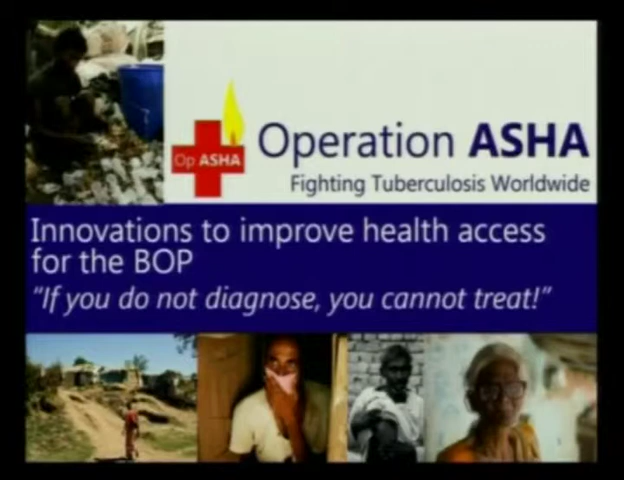 Operation ASHA
Op ASHA
Fighting Tuberculosis Worldwide
Innovations to improve health access
for the BOP
"If you do not diagnose, you cannot treat!"